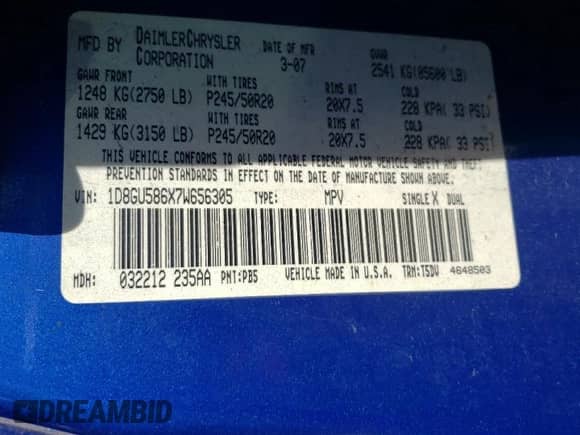 MFD BY DAIMLERCHRYSLER CORPORATION DATE OF MFR 3-07 GVWR 2541 KG(05600 LB)
GAWR FRONT WITH TIRES RIMS AT COLD
1248 KG(2750 LB) P245/50R20 20X7.5 228 KPA( 33 PSI)
GAWR REAR WITH TIRES RIMS AT COLD
1429 KG(3150 LB) P245/50R20 20X7.5 228 KPA( 33 PSI)
THIS VEHICLE CONFORMS TO ALL APPLICABLE FEDERAL MOTOR VEHICLE SAFETY AND THEFT
PREVENTION STANDARDS IN EFFECT ON THE DATE OF MANUFACTURE SHOWN ABOVE.
VIN: 1D8GU586X7W656305 TYPE: MPV SINGLE X DUAL
MDH: 032212 235AA PNT:PB5 VEHICLE MADE IN U.S.A. TRM:T5DV 4648503
DREAMBID